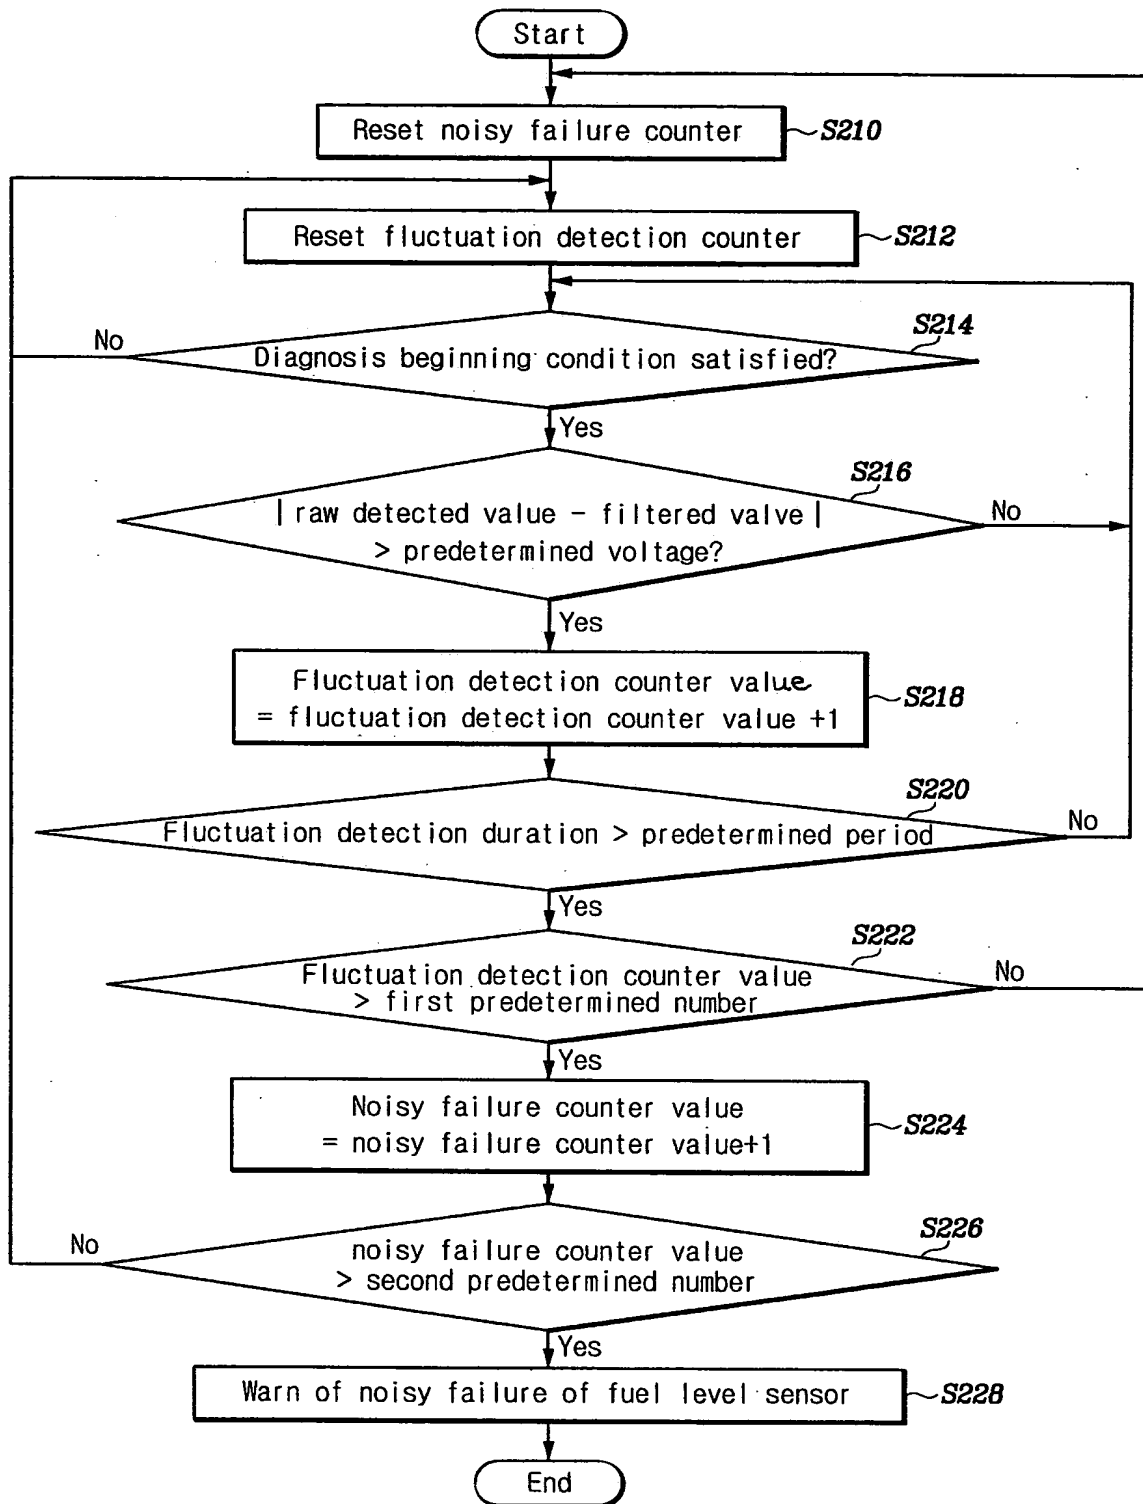 Start
Reset noisy failure counter
S210
Reset fluctuation detection counter
S212
No
S214
Diagnosis beginning condition satisfied?
Yes
S216
| raw detected value - filtered valve |
> predetermined voltage?
No
Yes
Fluctuation detection counter value
= fluctuation detection counter value +1
S218
S220
Fluctuation detection duration > predetermined period
No
Yes
S222
Fluctuation detection counter value
> first predetermined number
No
Yes
Noisy failure counter value
= noisy failure counter value+1
S224
S226
No
noisy failure counter value
> second predetermined number
Yes
Warn of noisy failure of fuel level sensor
S228
End